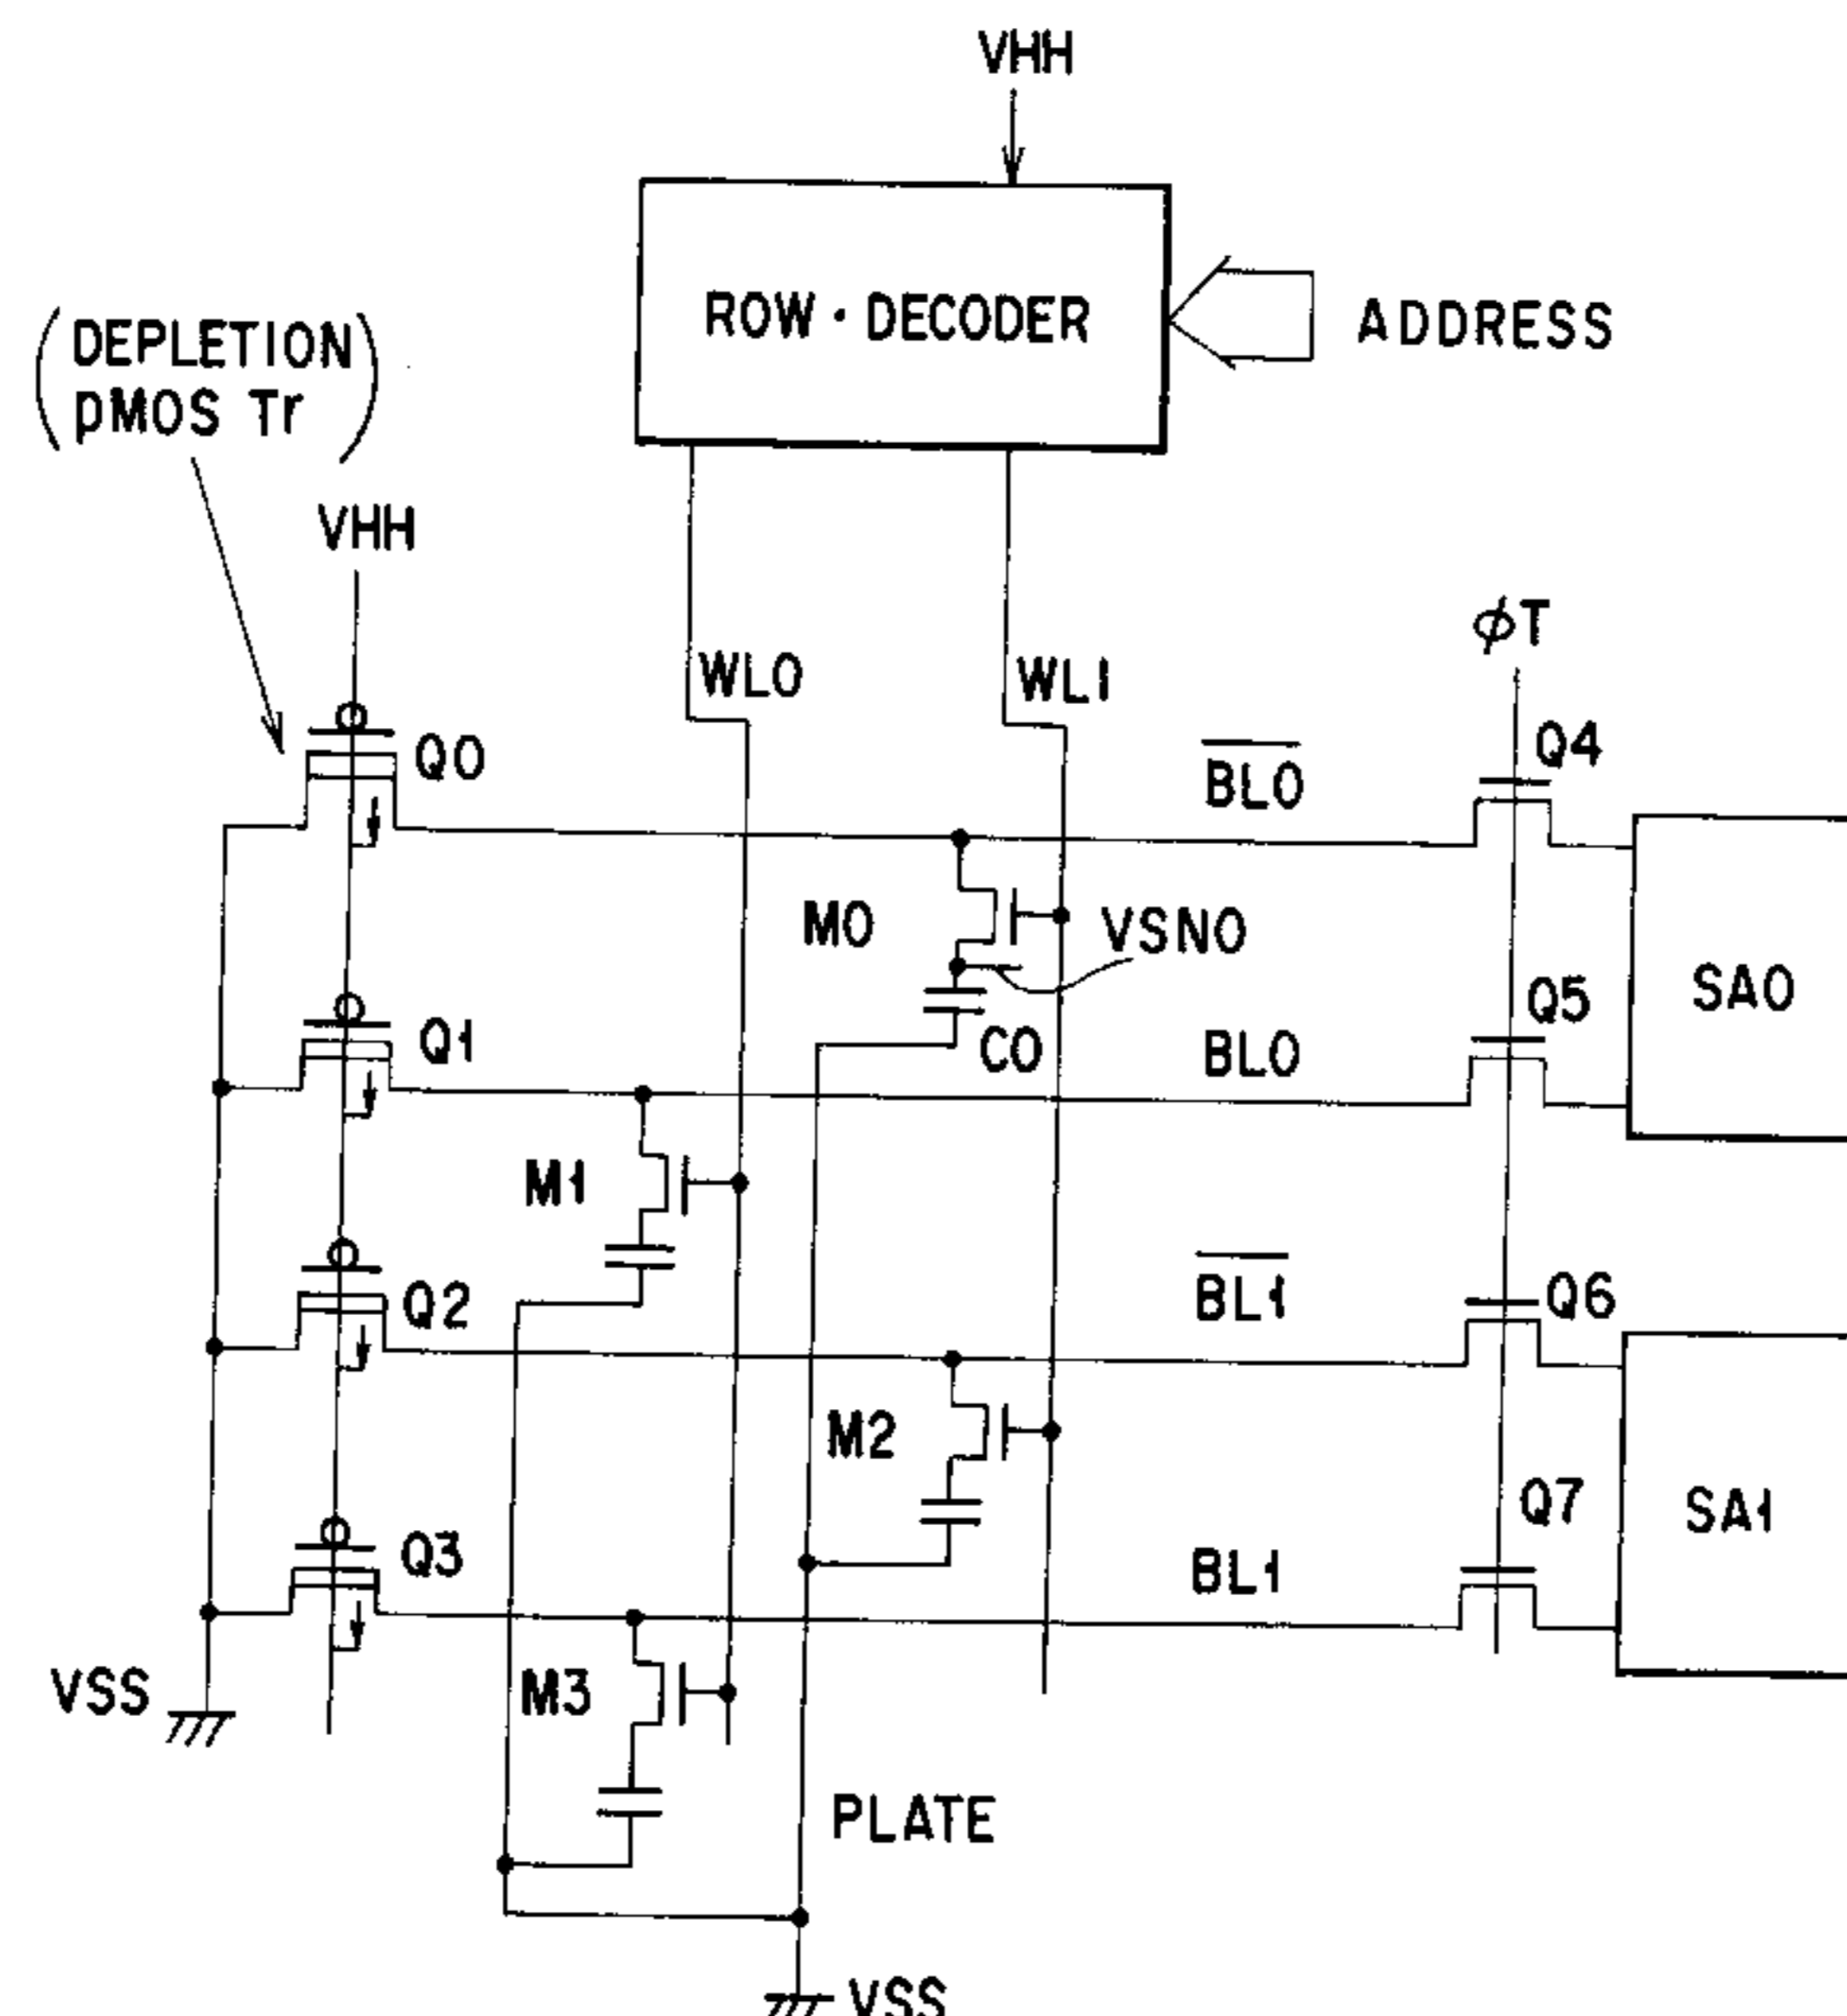 VHH
ROW · DECODER
ADDRESS
(DEPLETION
pMOS Tr)
VHH
WL0
WL1
φT
Q0
BL0
Q4
M0
VSN0
SA0
Q1
C0
BL0
Q5
M1
Q2
BL1
Q6
M2
SA1
Q3
BL1
Q7
VSS
M3
PLATE
VSS